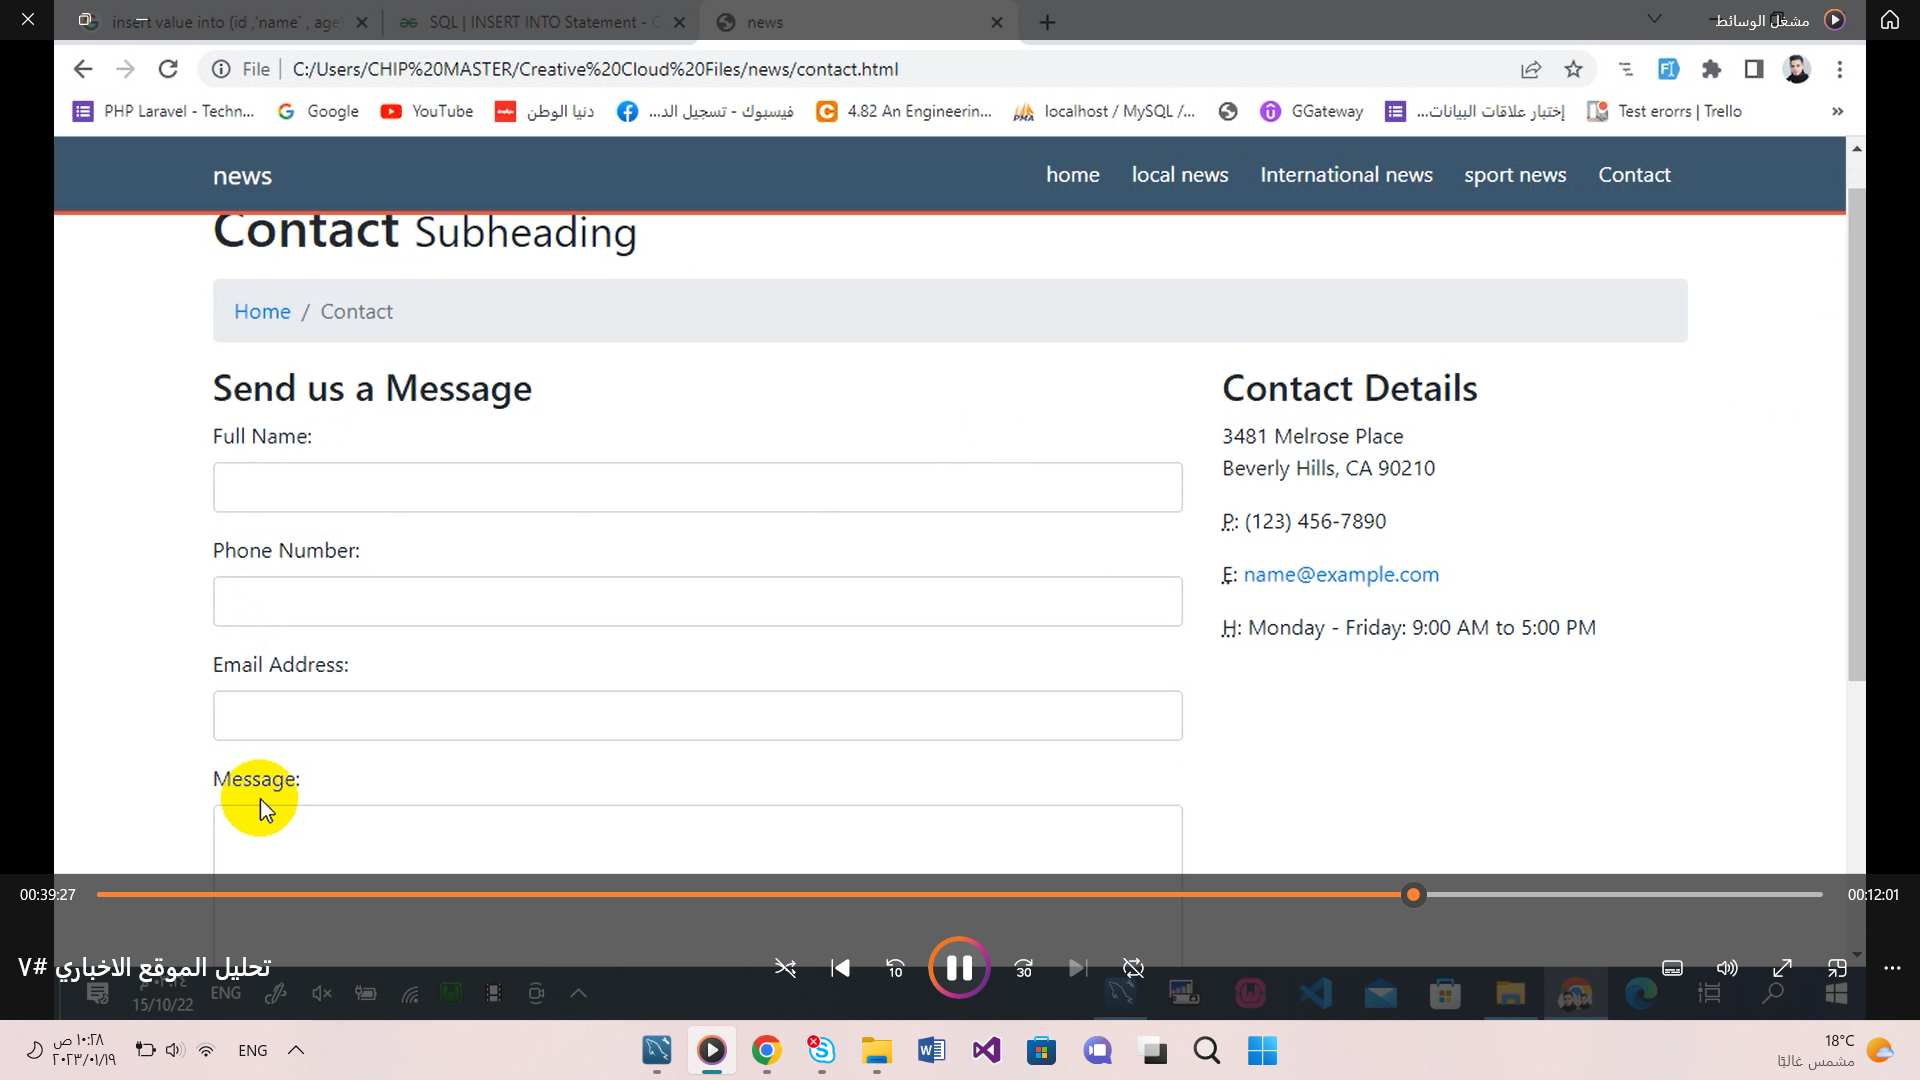 insert value into (id ,'name` , age
SQL | INSERT INTO Statement - G
news
مشغل الوسائط
File
C:/Users/CHIP%20MASTER/Creative%20Cloud%20Files/news/contact.html
PHP Laravel - Techn...
Google
YouTube
دنيا الوطن
فيسبوك - تسجيل الد...
4.82 An Engineerin...
localhost / MySQL /...
GGateway
إختبار علاقات البيانات...
Test erorrs | Trello
»
news
home
local news
International news
sport news
Contact
Contact Subheading
Home / Contact
Send us a Message
Full Name:
Phone Number:
Email Address:
Message:
Contact Details
3481 Melrose Place
Beverly Hills, CA 90210
P: (123) 456-7890
E: name@example.com
H: Monday - Friday: 9:00 AM to 5:00 PM
00:39:27
00:12:01
تحليل الموقع الاخباري #٧
10
30
15/10/22
ENG
١٠:٢٨ ص
٢٠٢٣/٠١/١٩
ENG
18°C
مشمس غالبًا